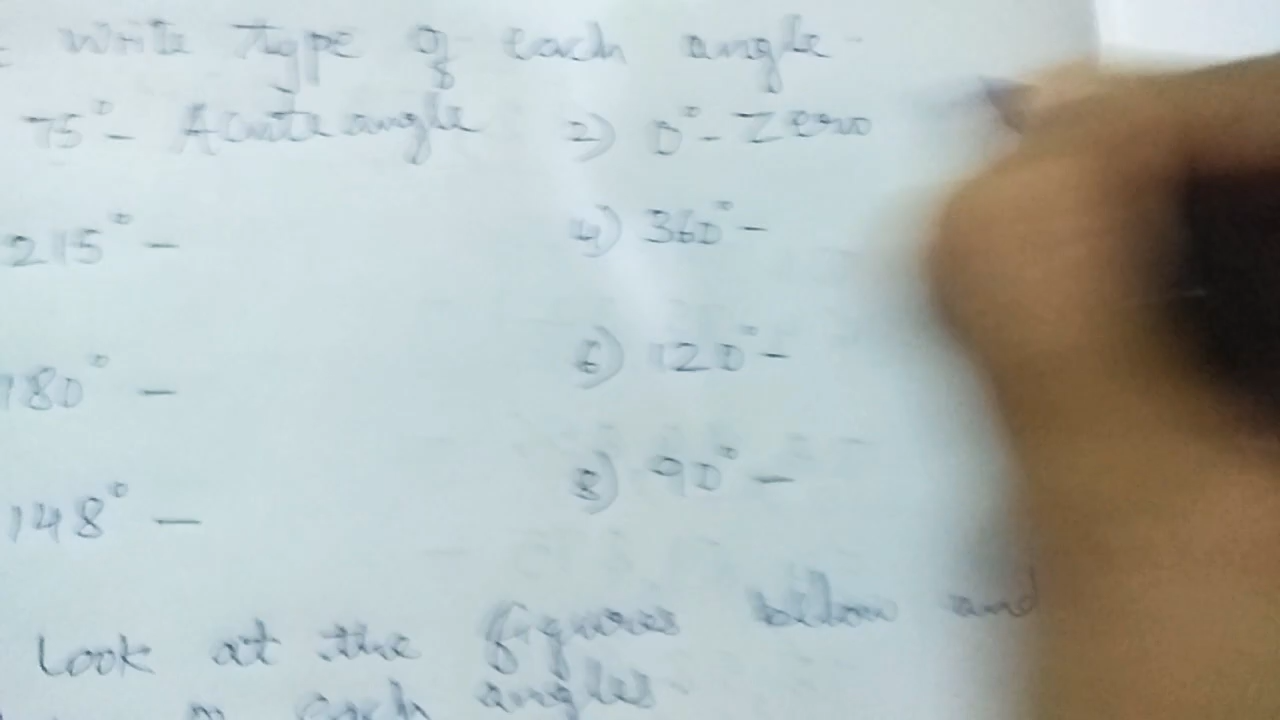 write type of each angle -
75° - Acute angle 2) 0° - Zero
215° - 4) 360° -
180° - 6) 120° -
148° - 8) 90° -
Look at the figures below and
each angles